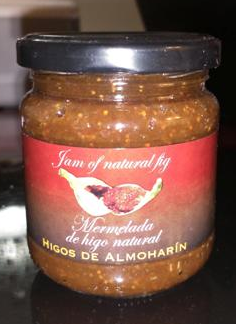 Jam of natural fig
Mermelada
de higo natural
HIGOS DE ALMOHARÍN